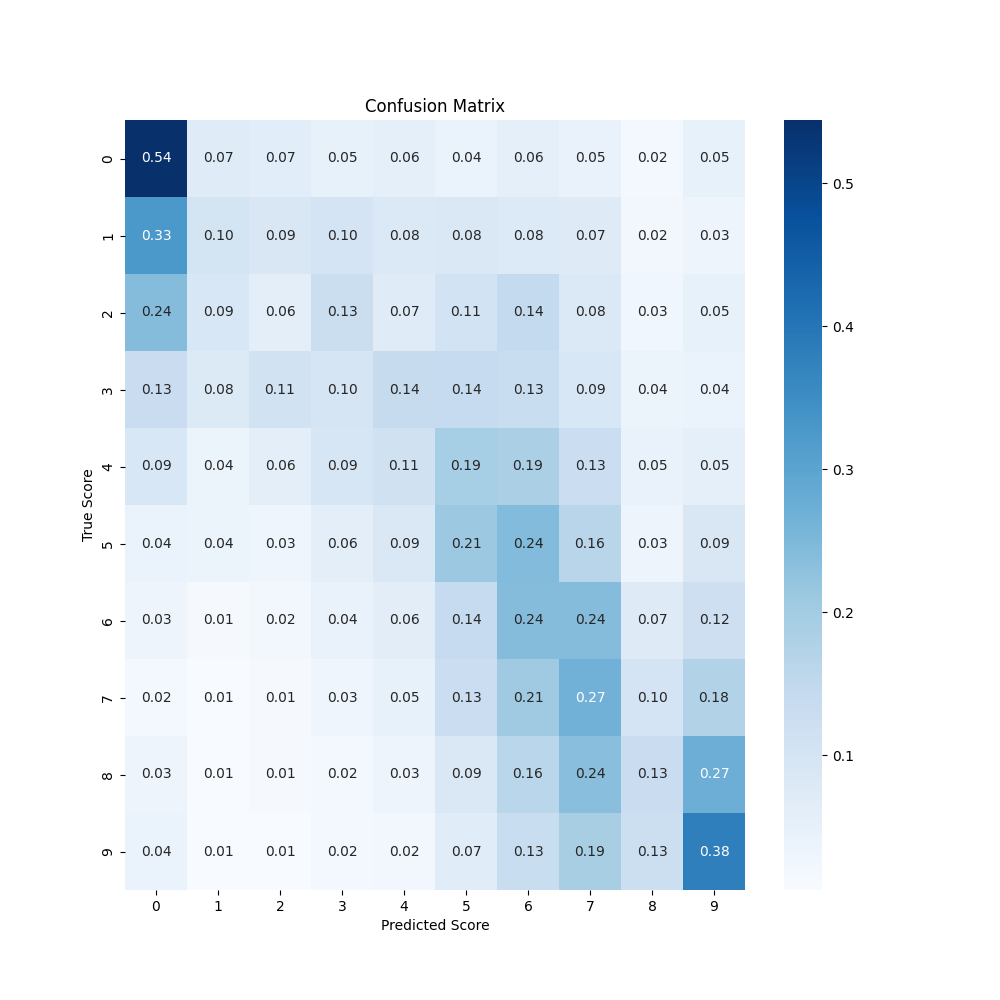 Confusion Matrix
0 0.54 0.07 0.07 0.05 0.06 0.04 0.06 0.05 0.02 0.05
1 0.33 0.10 0.09 0.10 0.08 0.08 0.08 0.07 0.02 0.03
2 0.24 0.09 0.06 0.13 0.07 0.11 0.14 0.08 0.03 0.05
3 0.13 0.08 0.11 0.10 0.14 0.14 0.13 0.09 0.04 0.04
4 0.09 0.04 0.06 0.09 0.11 0.19 0.19 0.13 0.05 0.05
5 0.04 0.04 0.03 0.06 0.09 0.21 0.24 0.16 0.03 0.09
6 0.03 0.01 0.02 0.04 0.06 0.14 0.24 0.24 0.07 0.12
7 0.02 0.01 0.01 0.03 0.05 0.13 0.21 0.27 0.10 0.18
8 0.03 0.01 0.01 0.02 0.03 0.09 0.16 0.24 0.13 0.27
9 0.04 0.01 0.01 0.02 0.02 0.07 0.13 0.19 0.13 0.38
0 1 2 3 4 5 6 7 8 9
Predicted Score
True Score
0.5
0.4
0.3
0.2
0.1